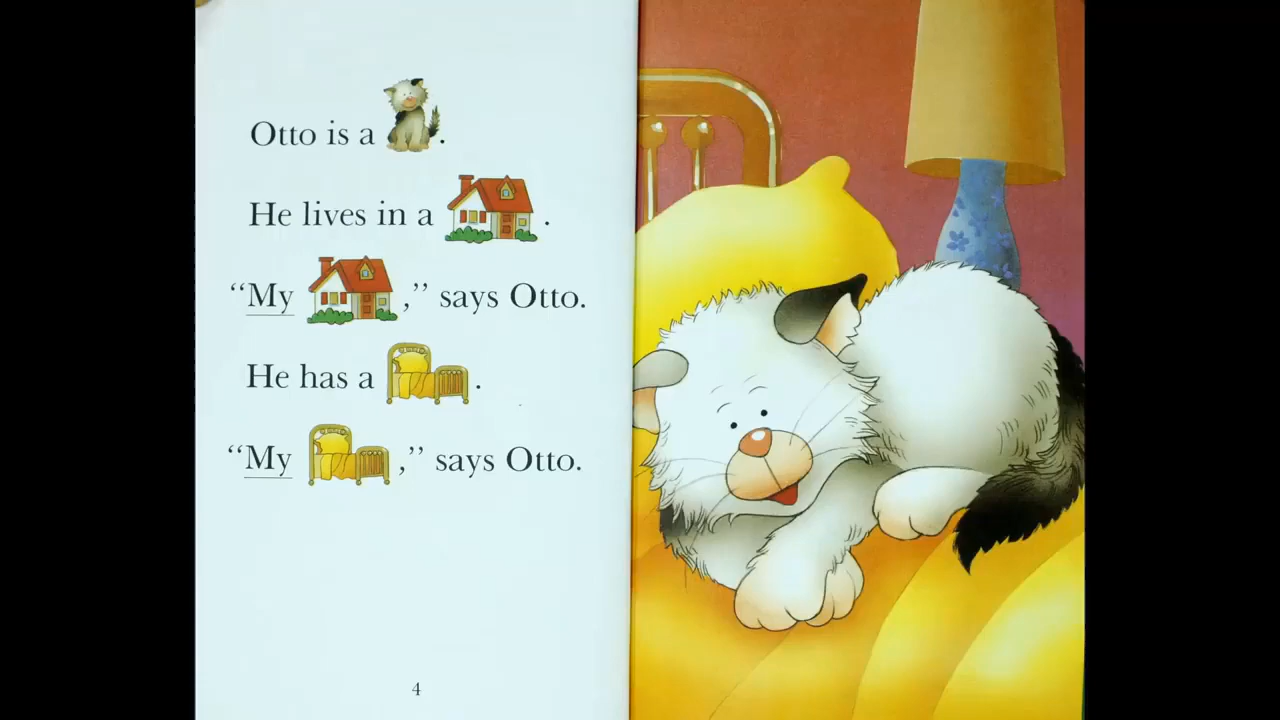 Otto is a .
He lives in a .
“My ,” says Otto.
He has a .
“My ,” says Otto.
4